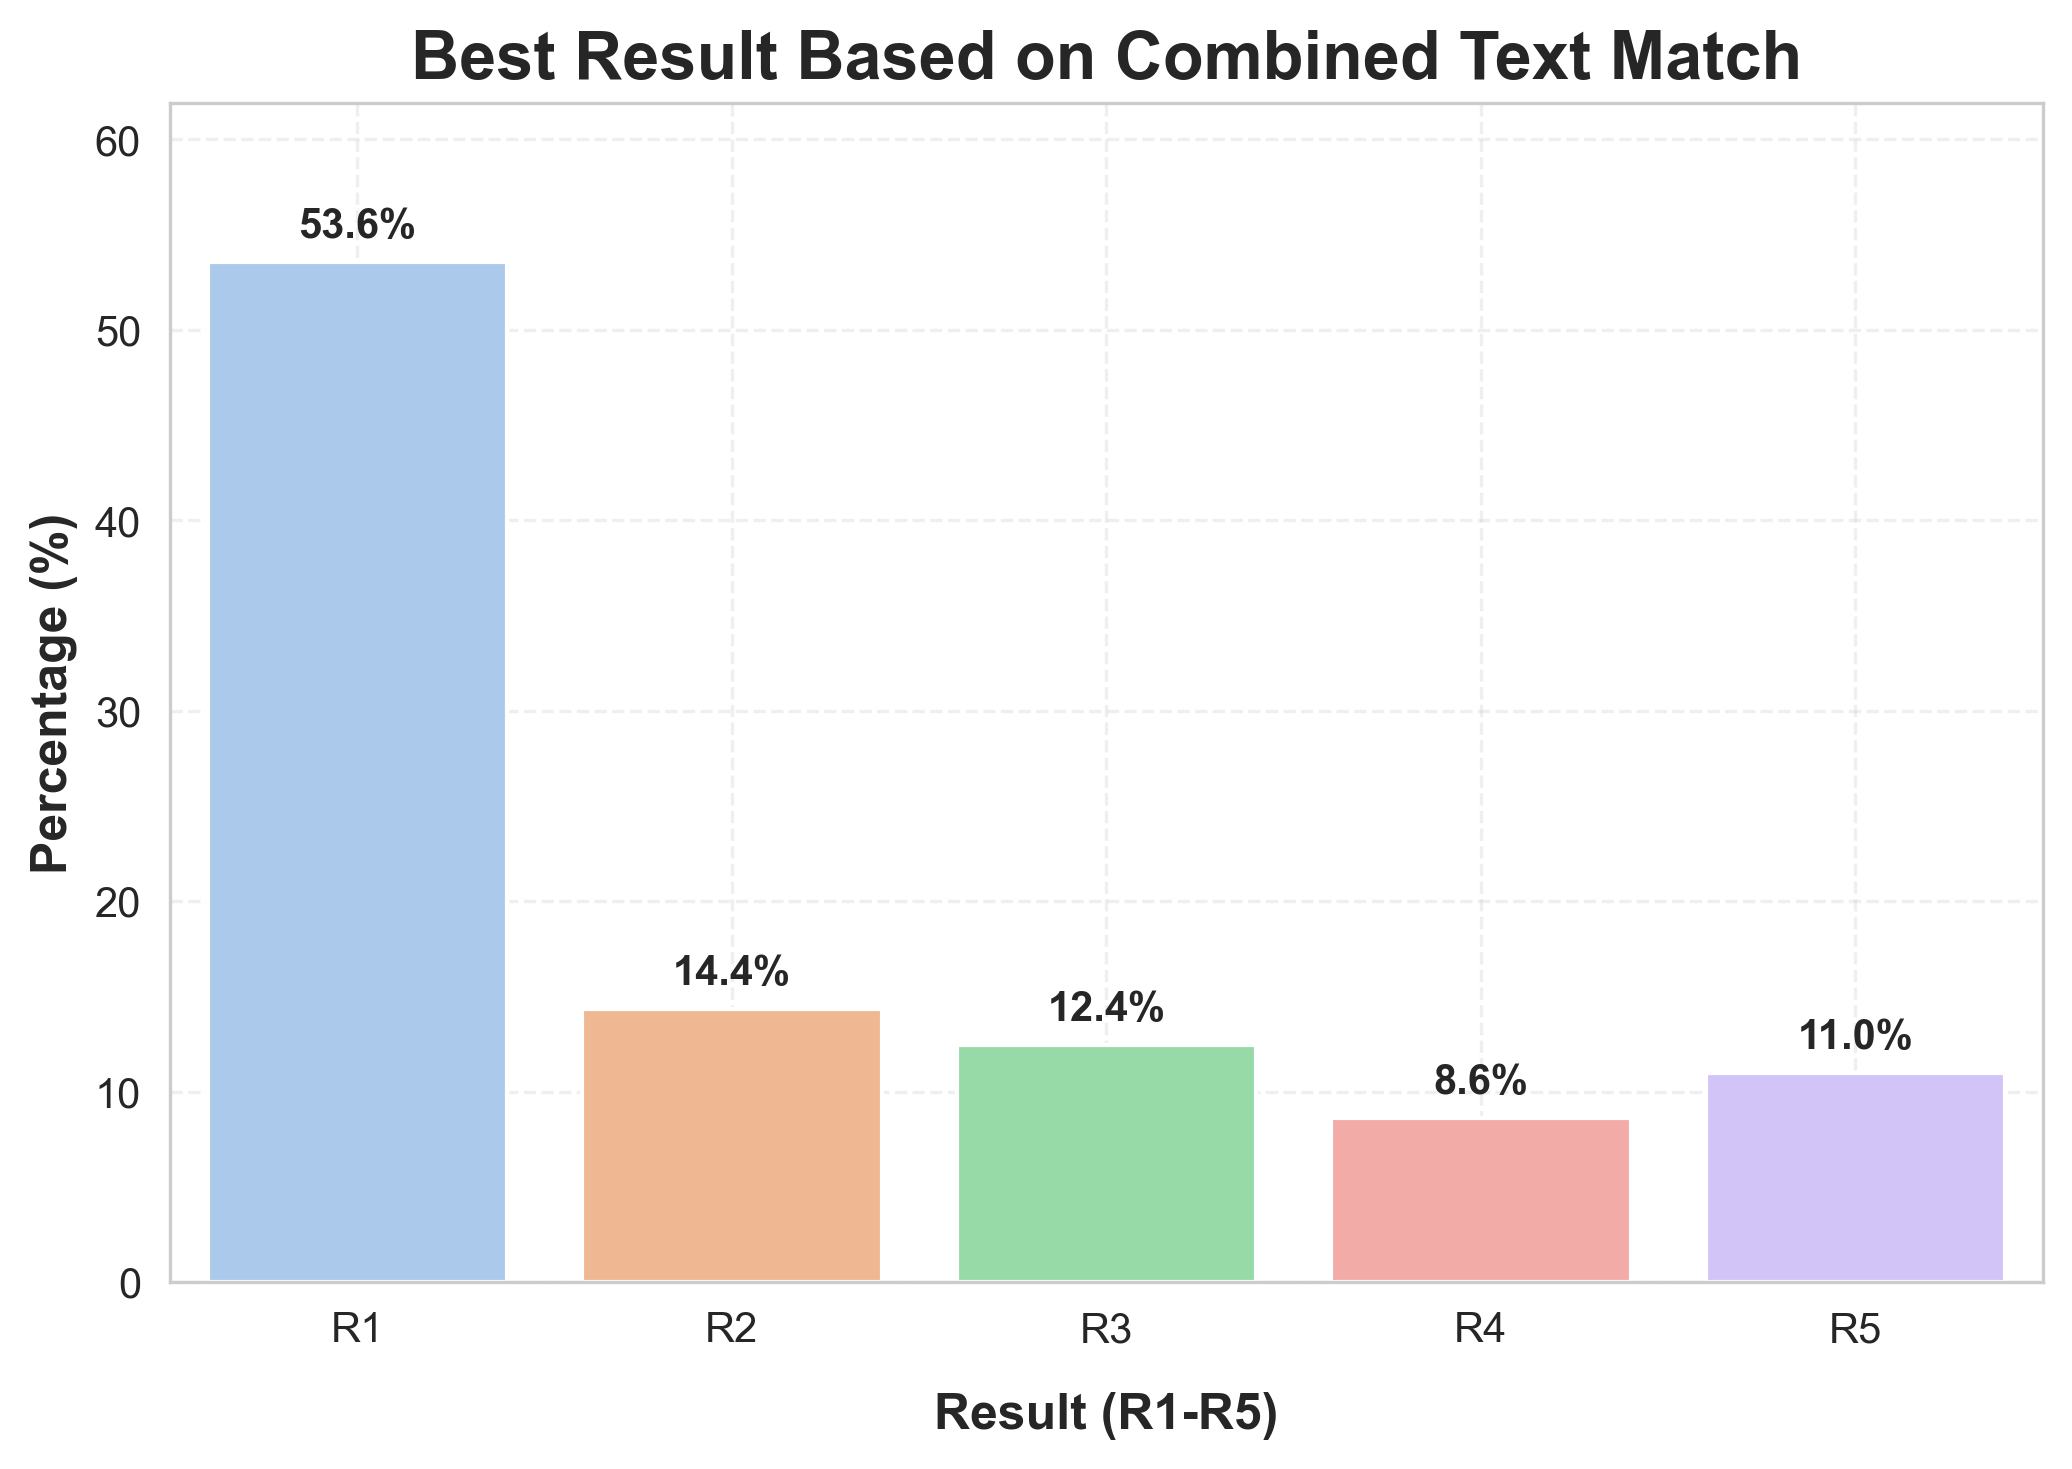 Best Result Based on Combined Text Match
Percentage (%)
60
50
40
30
20
10
0
53.6%
14.4%
12.4%
8.6%
11.0%
R1
R2
R3
R4
R5
Result (R1-R5)